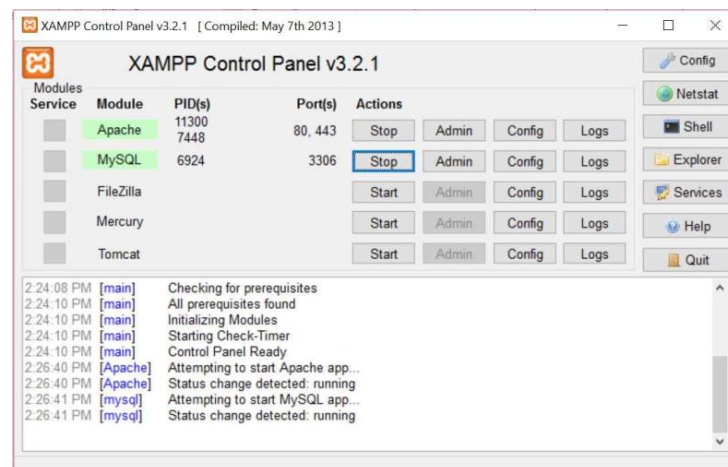 XAMPP Control Panel v3.2.1 [ Compiled: May 7th 2013 ]
XAMPP Control Panel v3.2.1
Config
Modules
Service Module PID(s) Port(s) Actions
Netstat
Apache 11300 7448 80, 443 Stop Admin Config Logs
Shell
MySQL 6924 3306 Stop Admin Config Logs
Explorer
FileZilla Start Admin Config Logs
Services
Mercury Start Admin Config Logs
Help
Tomcat Start Admin Config Logs
Quit
2:24:08 PM [main] Checking for prerequisites
2:24:10 PM [main] All prerequisites found
2:24:10 PM [main] Initializing Modules
2:24:10 PM [main] Starting Check-Timer
2:24:10 PM [main] Control Panel Ready
2:26:40 PM [Apache] Attempting to start Apache app...
2:26:40 PM [Apache] Status change detected: running
2:26:41 PM [mysql] Attempting to start MySQL app...
2:26:41 PM [mysql] Status change detected: running